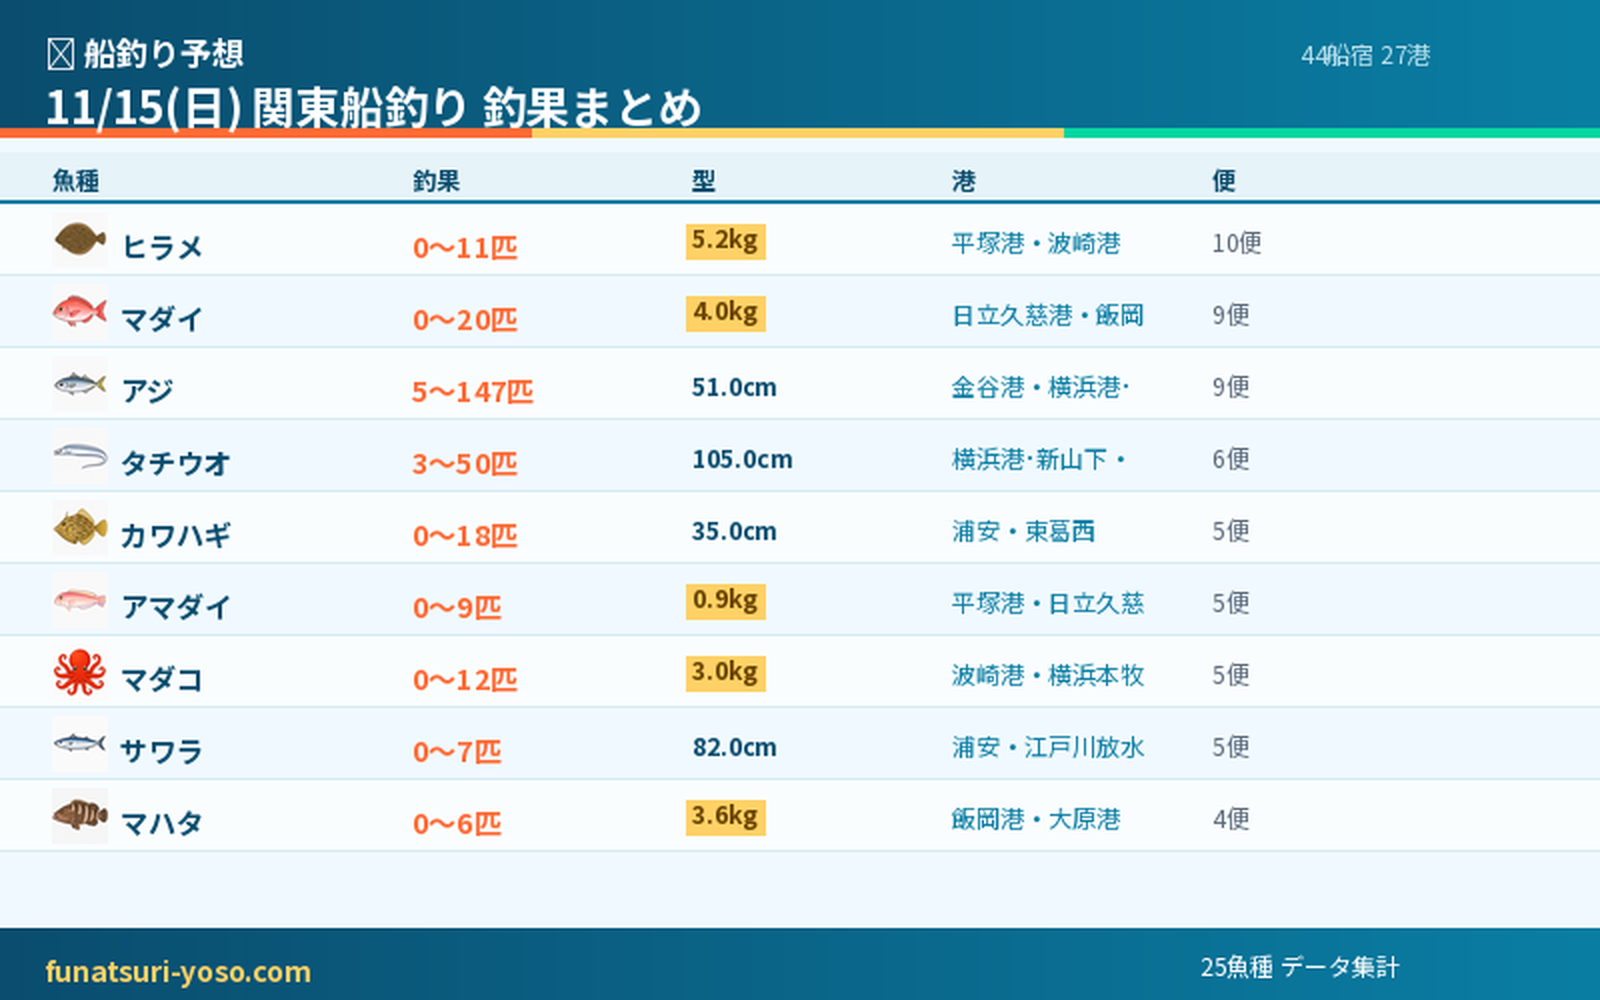 船釣り予想
44船宿 27港
11/15(日) 関東船釣り 釣果まとめ
魚種 釣果 型 港 便
ヒラメ 0〜11匹 5.2kg 平塚港・波崎港 10便
マダイ 0〜20匹 4.0kg 日立久慈港・飯岡 9便
アジ 5〜147匹 51.0cm 金谷港・横浜港· 9便
タチウオ 3〜50匹 105.0cm 横浜港·新山下・ 6便
カワハギ 0〜18匹 35.0cm 浦安・東葛西 5便
アマダイ 0〜9匹 0.9kg 平塚港・日立久慈 5便
マダコ 0〜12匹 3.0kg 波崎港・横浜本牧 5便
サワラ 0〜7匹 82.0cm 浦安・江戸川放水 5便
マハタ 0〜6匹 3.6kg 飯岡港・大原港 4便
funatsuri-yoso.com
25魚種 データ集計